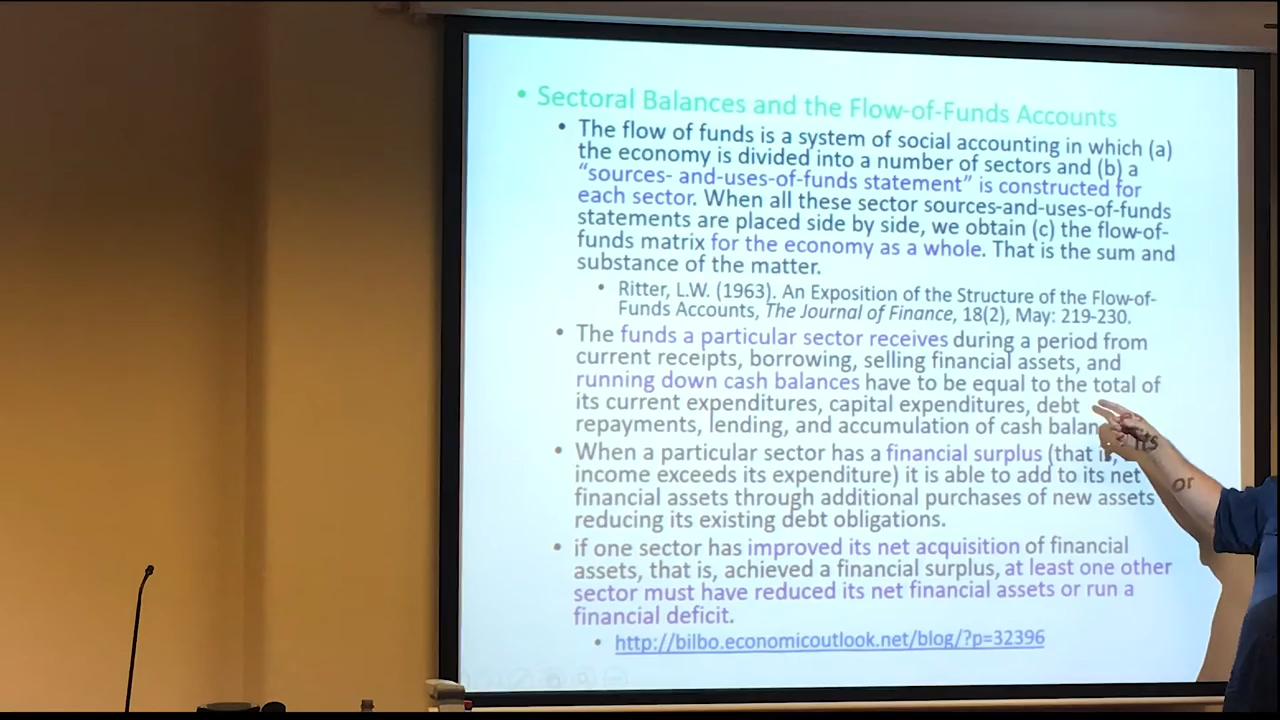 • Sectoral Balances and the Flow-of-Funds Accounts
• The flow of funds is a system of social accounting in which (a)
the economy is divided into a number of sectors and (b) a
“sources- and-uses-of-funds statement” is constructed for
each sector. When all these sector sources-and-uses-of-funds
statements are placed side by side, we obtain (c) the flow-of-
funds matrix for the economy as a whole. That is the sum and
substance of the matter.
• Ritter, L.W. (1963). An Exposition of the Structure of the Flow-of-
Funds Accounts, The Journal of Finance, 18(2), May: 219-230.
• The funds a particular sector receives during a period from
current receipts, borrowing, selling financial assets, and
running down cash balances have to be equal to the total of
its current expenditures, capital expenditures, debt
repayments, lending, and accumulation of cash
• When a particular sector has a financial surplus (that its
income exceeds its expenditure) it is able to add to its net
financial assets through additional purchases of new assets or
reducing its existing debt obligations.
• if one sector has improved its net acquisition of financial
assets, that is, achieved a financial surplus, at least one other
sector must have reduced its net financial assets or run a
financial deficit.
• http://bilbo.economicoutlook.net/blog/?p=32396